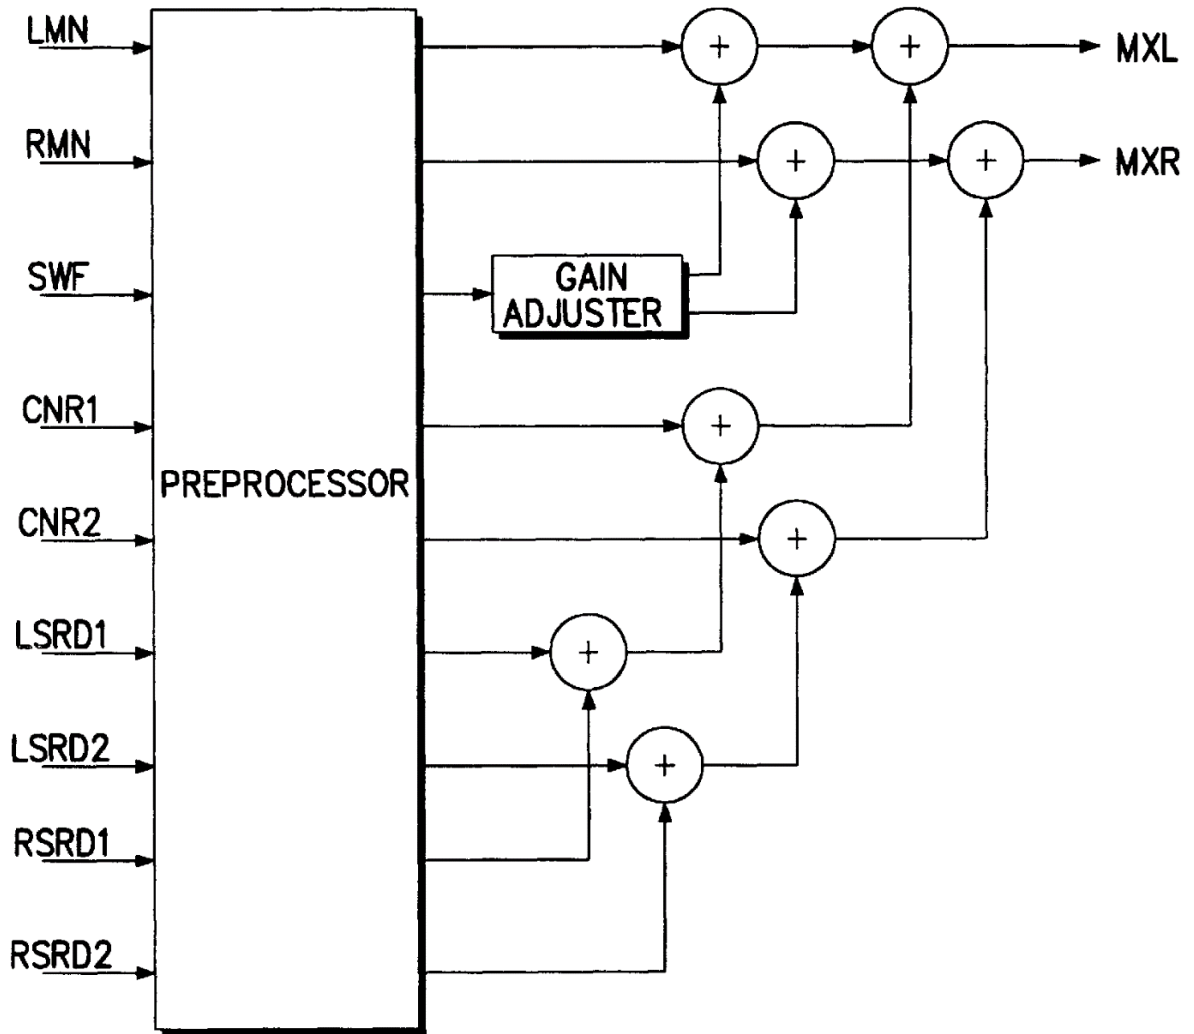 LMN
MXL
RMN
MXR
SWF
GAIN
ADJUSTER
CNR1
PREPROCESSOR
CNR2
LSRD1
LSRD2
RSRD1
RSRD2